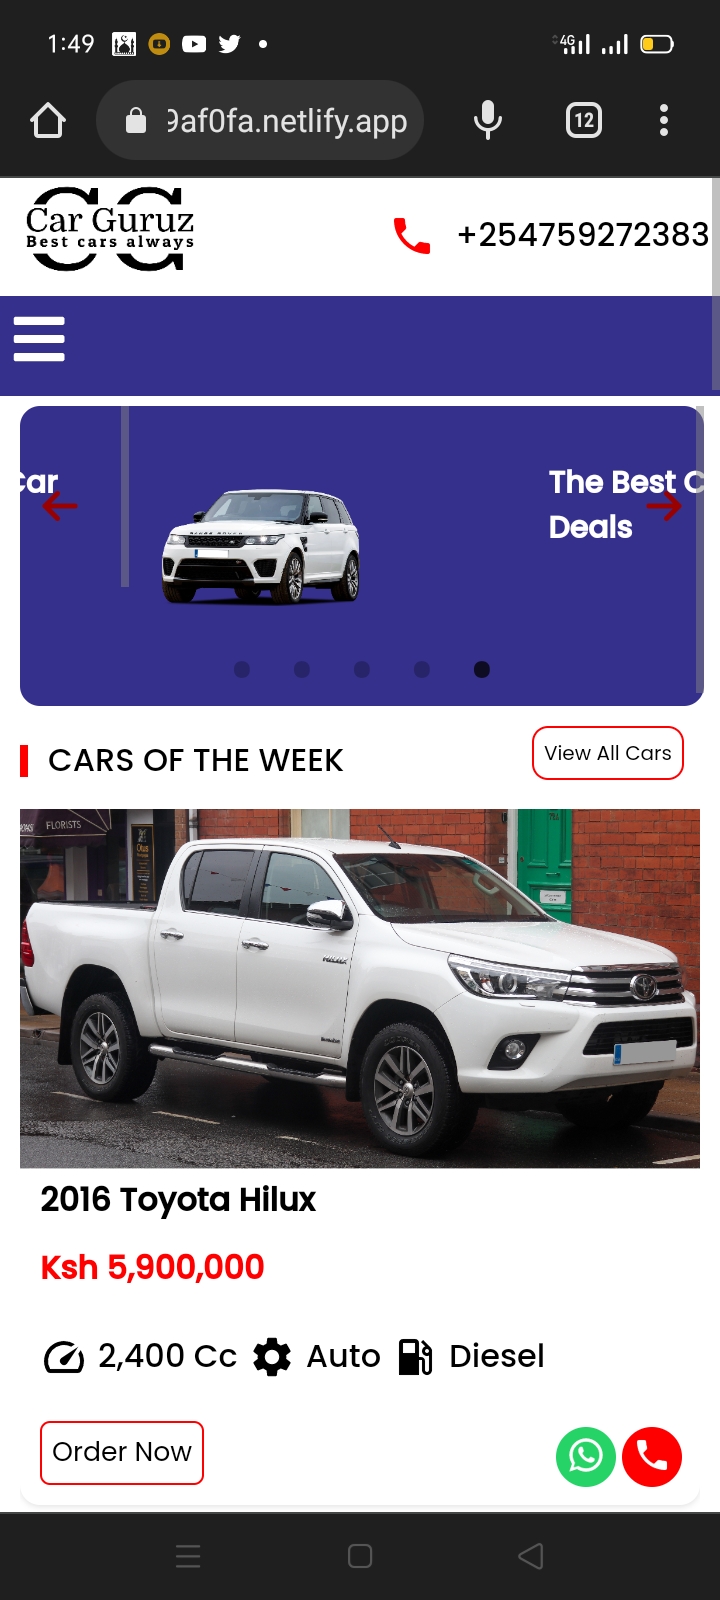 1:49
4G
9af0fa.netlify.app
12
Car Guruz
Best cars always
+254759272383
Car
The Best C
Deals
CARS OF THE WEEK
View All Cars
FLORISTS
HILUX
2016 Toyota Hilux
Ksh 5,900,000
2,400 Cc Auto Diesel
Order Now